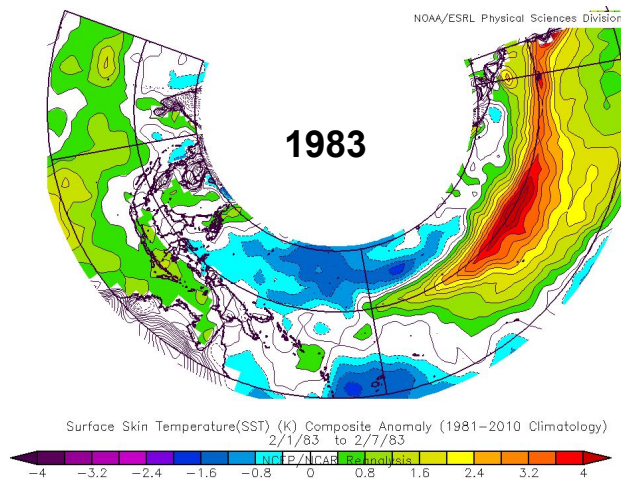 NOAA/ESRL Physical Sciences Division
1983
Surface Skin Temperature(SST) (K) Composite Anomaly (1981-2010 Climatology)
2/1/83 to 2/7/83
NCEP/NCAR Reanalysis
-4 -3.2 -2.4 -1.6 -0.8 0 0.8 1.6 2.4 3.2 4